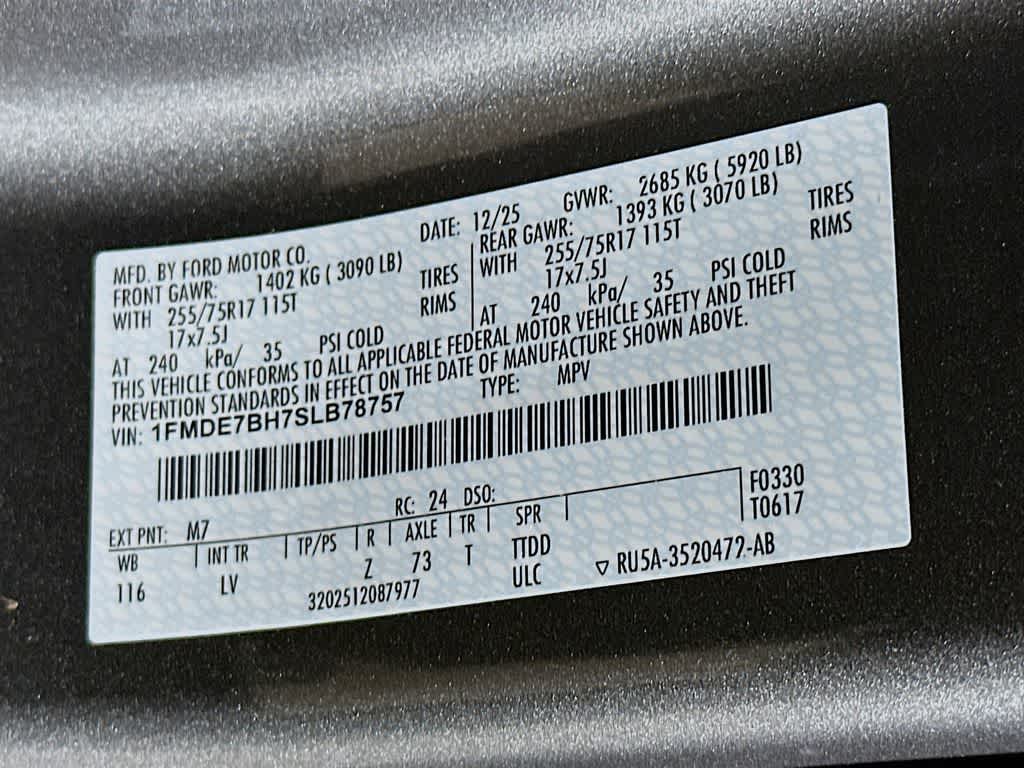 MFD. BY FORD MOTOR CO.
DATE: 12/25 GVWR: 2685 KG ( 5920 LB)
FRONT GAWR: 1402 KG ( 3090 LB)
WITH 255/75R17 115T TIRES
17x7.5J RIMS
AT 240 kPa/ 35 PSI COLD
REAR GAWR: 1393 KG ( 3070 LB)
WITH 255/75R17 115T TIRES
17x7.5J RIMS
AT 240 kPa/ 35 PSI COLD
THIS VEHICLE CONFORMS TO ALL APPLICABLE FEDERAL MOTOR VEHICLE SAFETY AND THEFT
PREVENTION STANDARDS IN EFFECT ON THE DATE OF MANUFACTURE SHOWN ABOVE.
VIN: 1FMDE7BH7SLB78757 TYPE: MPV
F0330
T0617
EXT PNT: M7 RC: 24 DSO:
WB INT TR TP/PS R AXLE TR SPR
116 LV Z 73 T TTDD
3202512087977 ULC ▽ RU5A-3520472-AB